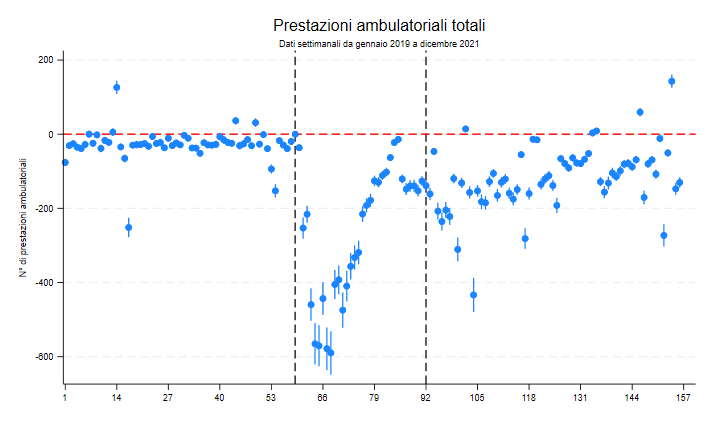 Prestazioni ambulatoriali totali
Dati settimanali da gennaio 2019 a dicembre 2021
N° di prestazioni ambulatoriali
200
0
-200
-400
-600
1 14 27 40 53 66 79 92 105 118 131 144 157